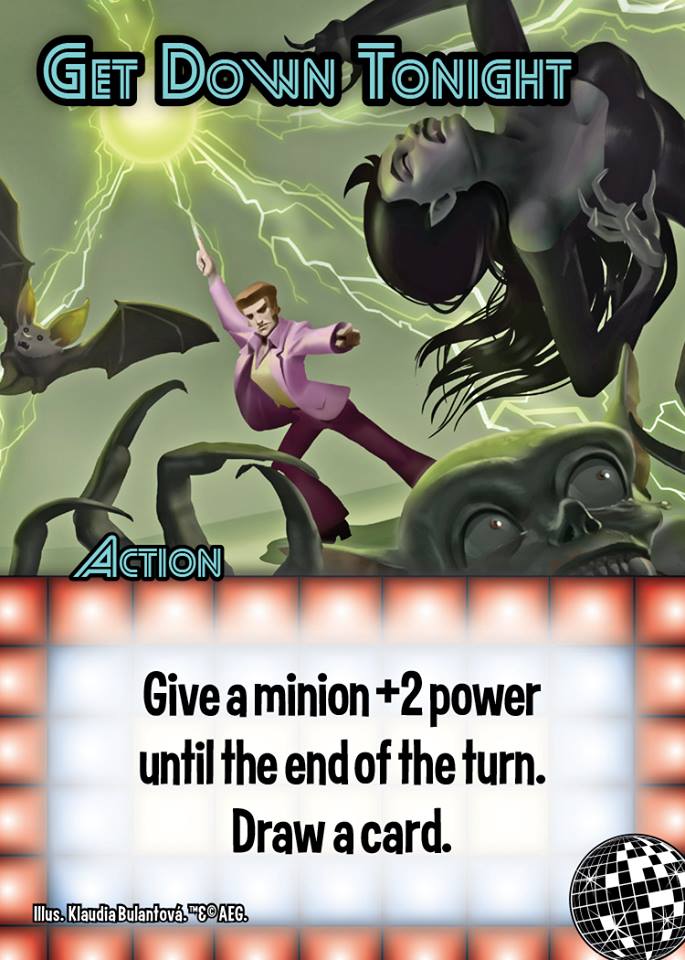 Get Down Tonight
Action
Give a minion +2 power
until the end of the turn.
Draw a card.
Illus. Klaudia Bulantová. ™&© AEG.